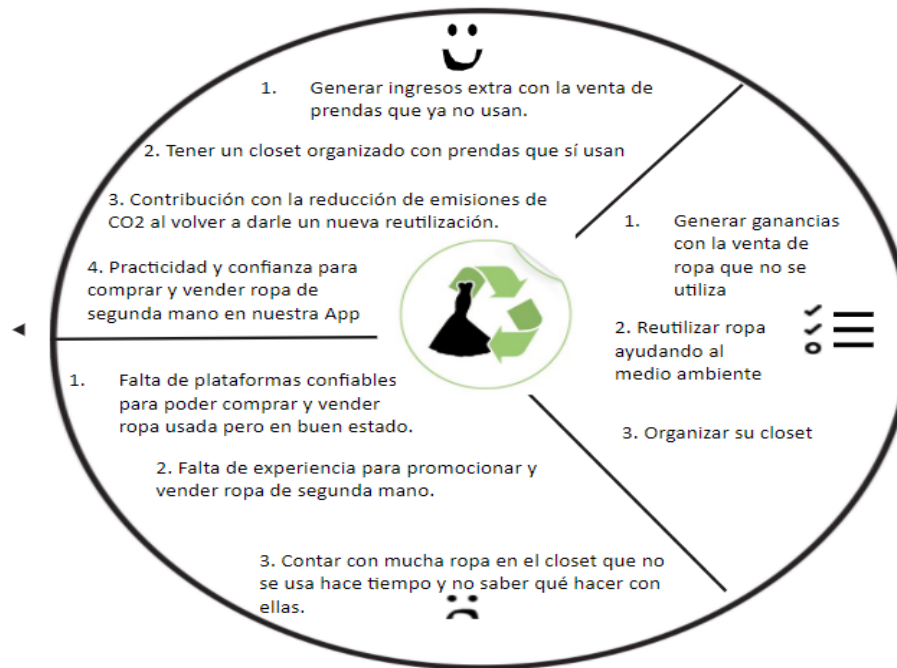 1. Generar ingresos extra con la venta de
prendas que ya no usan.
2. Tener un closet organizado con prendas que sí usan
3. Contribución con la reducción de emisiones de
CO2 al volver a darle un nueva reutilización.
4. Practicidad y confianza para
comprar y vender ropa de
segunda mano en nuestra App
1. Generar ganancias
con la venta de
ropa que no se
utiliza
2. Reutilizar ropa
ayudando al
medio ambiente
3. Organizar su closet
1. Falta de plataformas confiables
para poder comprar y vender
ropa usada pero en buen estado.
2. Falta de experiencia para promocionar y
vender ropa de segunda mano.
3. Contar con mucha ropa en el closet que no
se usa hace tiempo y no saber qué hacer con
ellas.